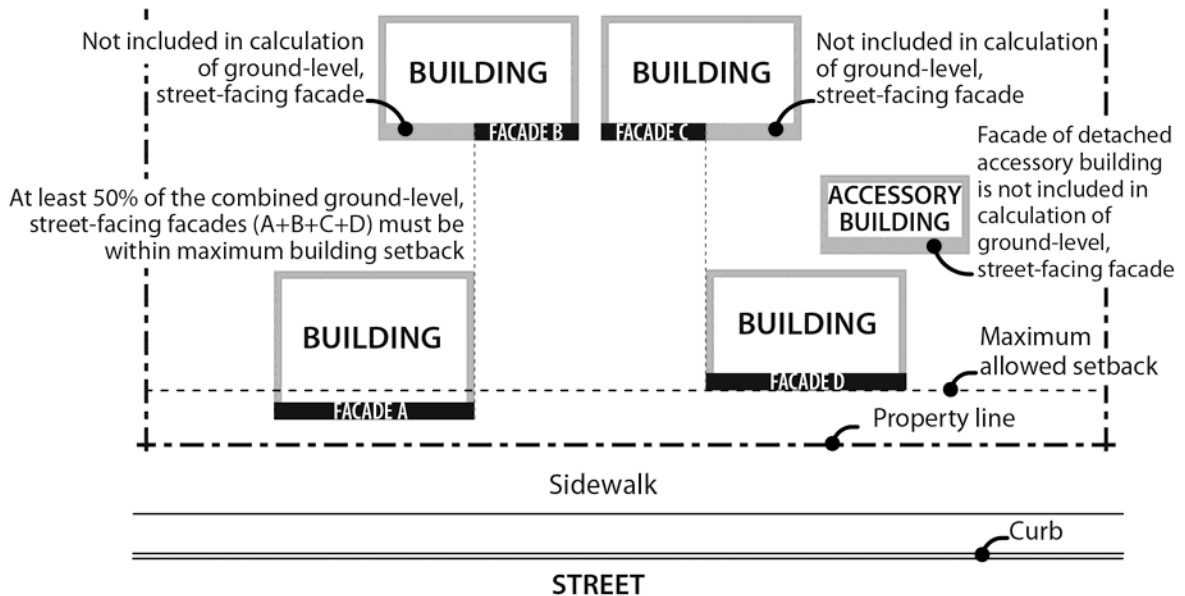 Not included in calculation
of ground-level,
street-facing facade
BUILDING
FACADE B
BUILDING
FACADE C
Not included in calculation
of ground-level,
street-facing facade
Facade of detached
accessory building
is not included in
calculation of
ground-level,
street-facing facade
ACCESSORY
BUILDING
At least 50% of the combined ground-level,
street-facing facades (A+B+C+D) must be
within maximum building setback
BUILDING
FACADE A
BUILDING
FACADE D
Maximum
allowed setback
Property line
Sidewalk
Curb
STREET